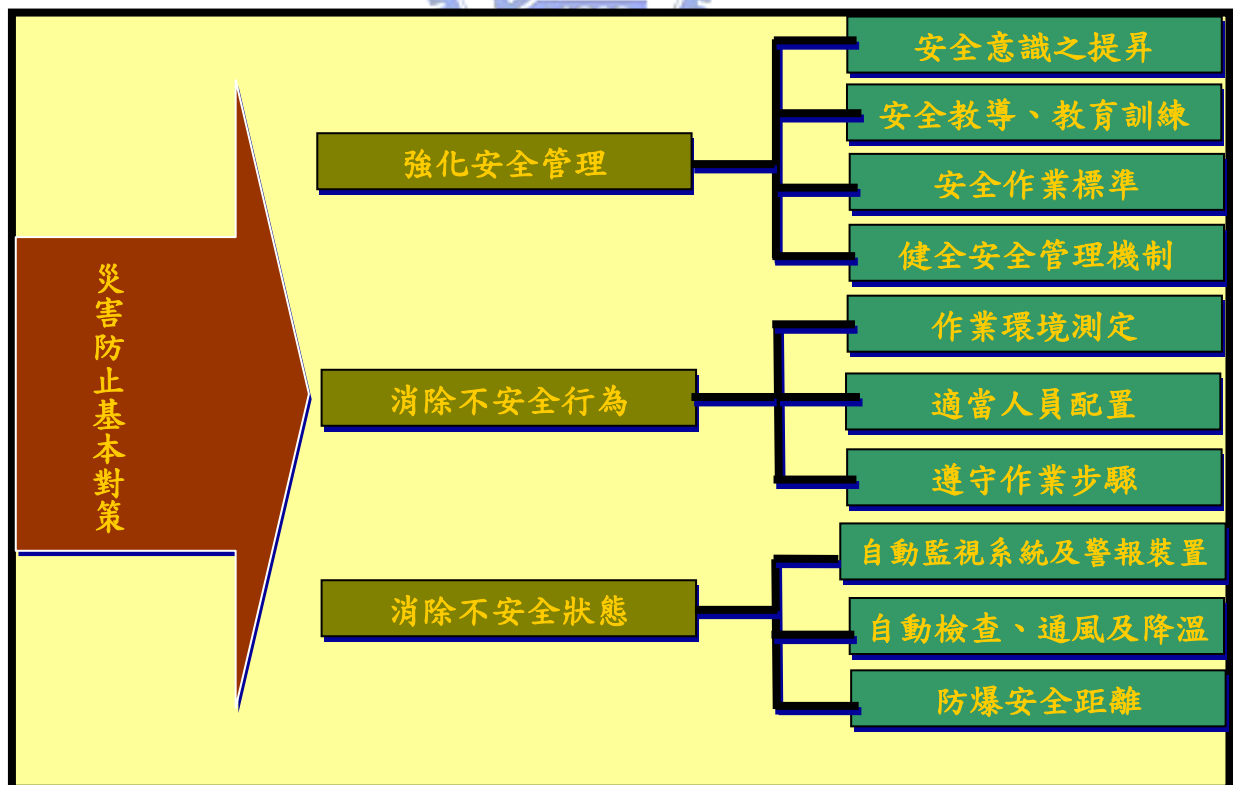 災害防止基本對策
強化安全管理
安全意識之提昇
安全教導、教育訓練
安全作業標準
健全安全管理機制
消除不安全行為
作業環境測定
適當人員配置
遵守作業步驟
消除不安全狀態
自動監視系統及警報裝置
自動檢查、通風及降溫
防爆安全距離